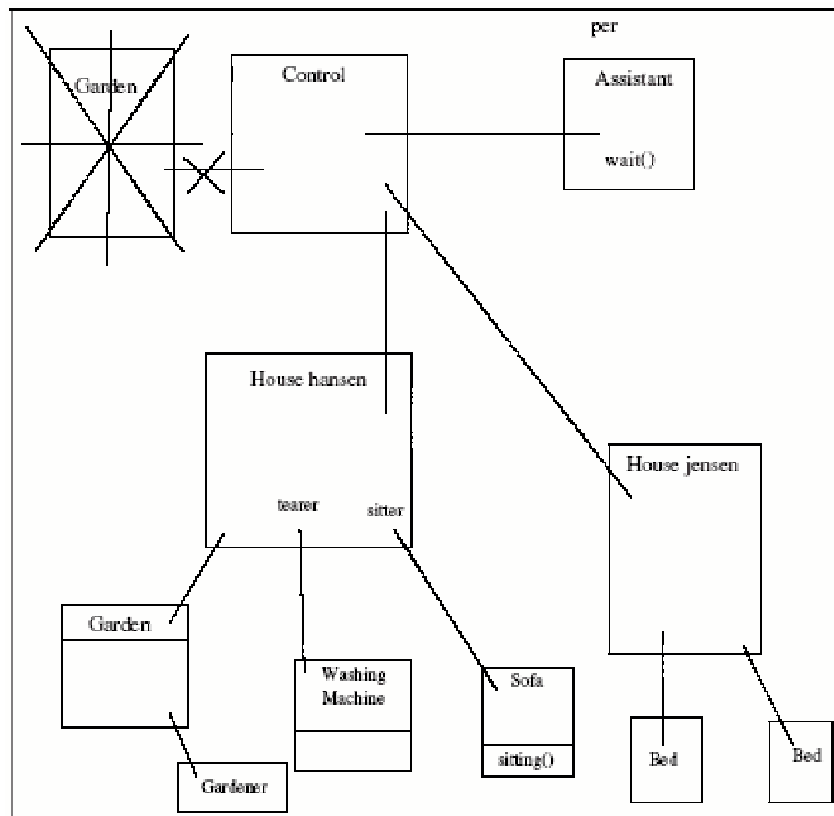 per
Garden
Control
Assistant
wait()
House hansen
tearer
sitter
House jensen
Garden
Washing
Machine
Sofa
sitting()
Gardener
Bed
Bed